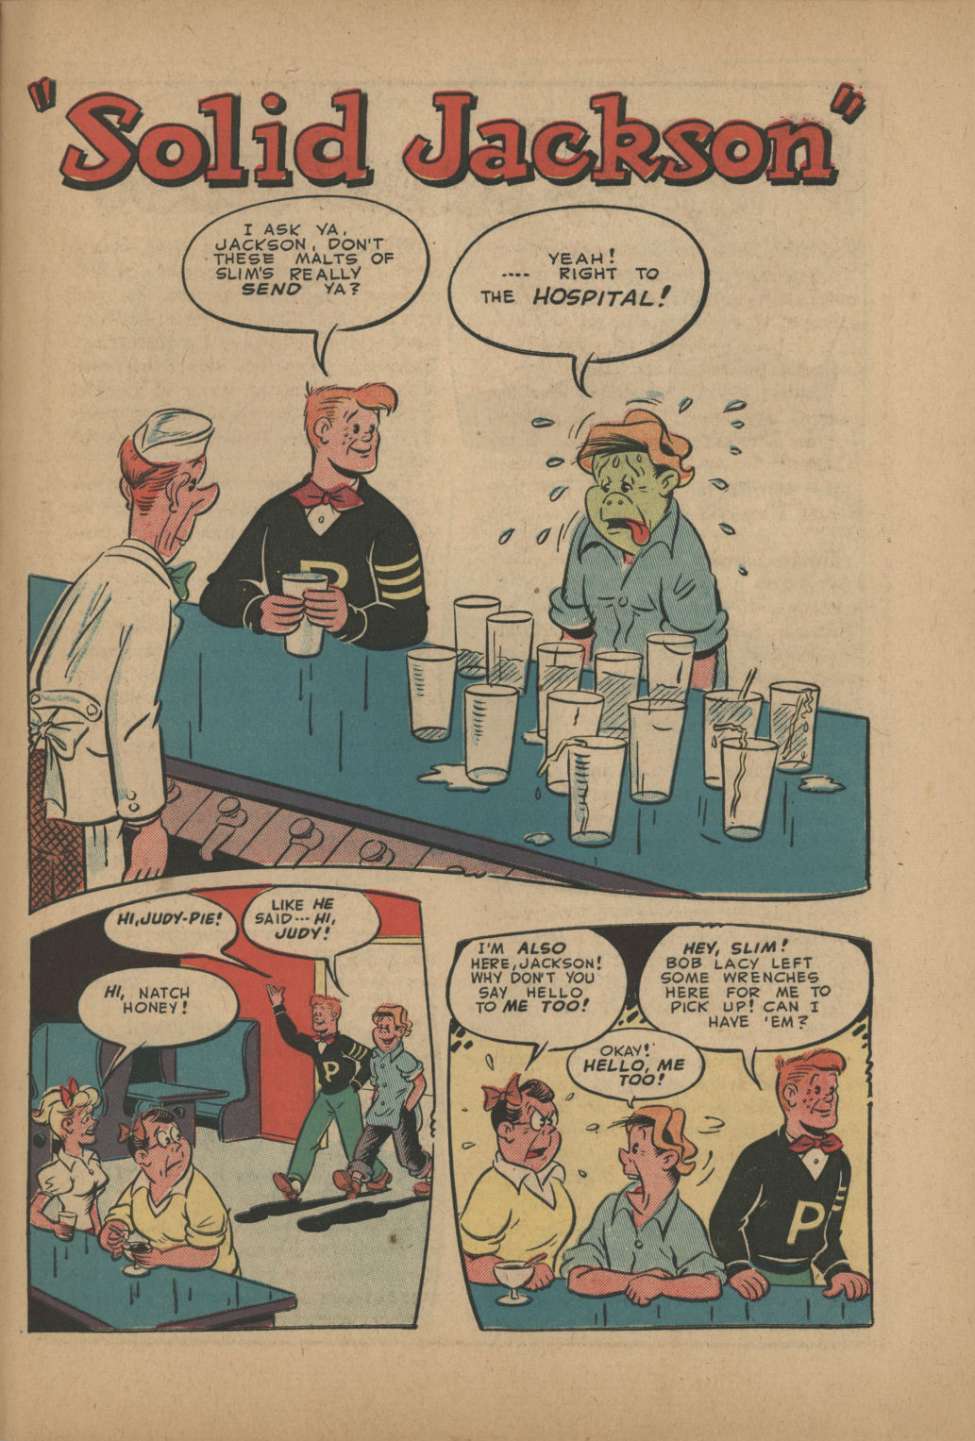 "Solid Jackson"
I ASK YA,
JACKSON, DON'T
THESE MALTS OF
SLIM'S REALLY
SEND YA?
YEAH!
---- RIGHT TO
THE HOSPITAL!
P
HI, JUDY-PIE!
LIKE HE
SAID--- HI,
JUDY!
HI, NATCH
HONEY!
P
I'M ALSO
HERE, JACKSON!
WHY DON'T YOU
SAY HELLO
TO ME TOO!
OKAY!
HELLO, ME
TOO!
HEY, SLIM!
BOB LACY LEFT
SOME WRENCHES
HERE FOR ME TO
PICK UP! CAN I
HAVE 'EM?
P